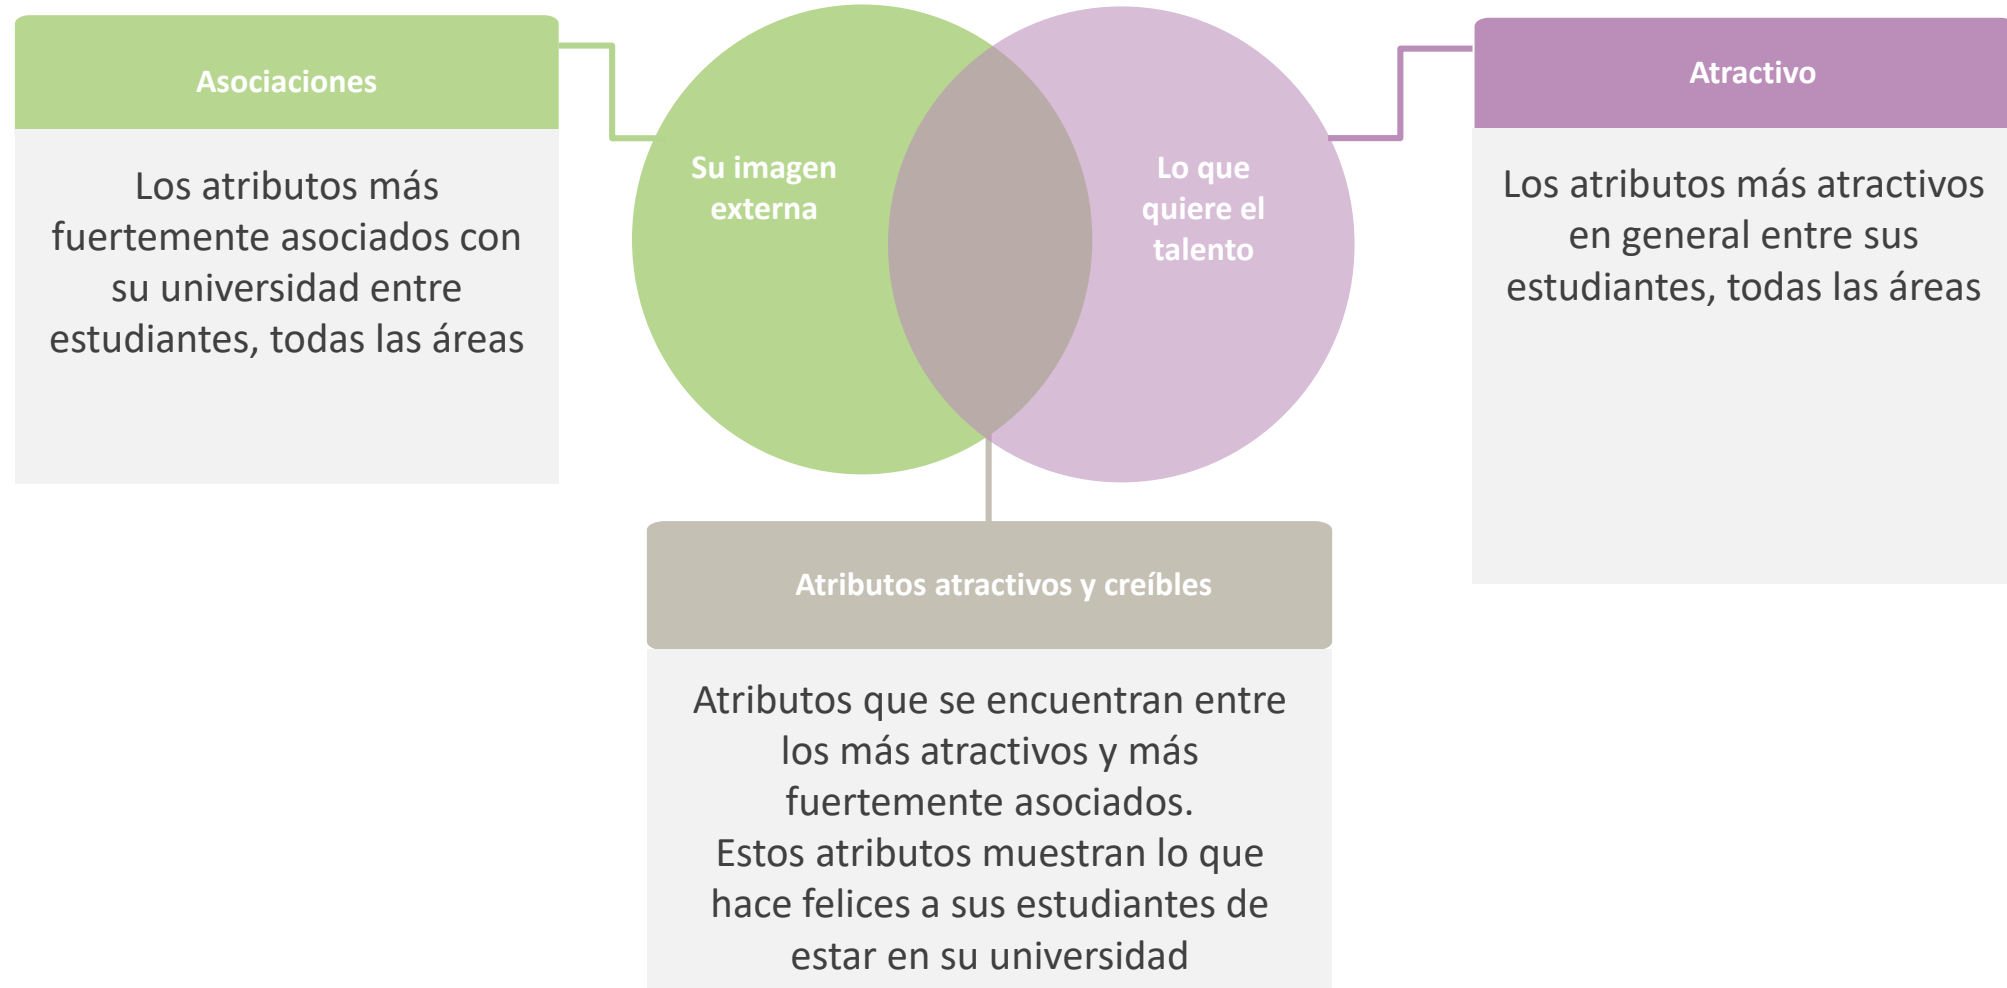 Asociaciones
Los atributos más
fuertemente asociados con
su universidad entre
estudiantes, todas las áreas
Su imagen
externa
Lo que
quiere el
talento
Atractivo
Los atributos más atractivos
en general entre sus
estudiantes, todas las áreas
Atributos atractivos y creíbles
Atributos que se encuentran entre
los más atractivos y más
fuertemente asociados.
Estos atributos muestran lo que
hace felices a sus estudiantes de
estar en su universidad